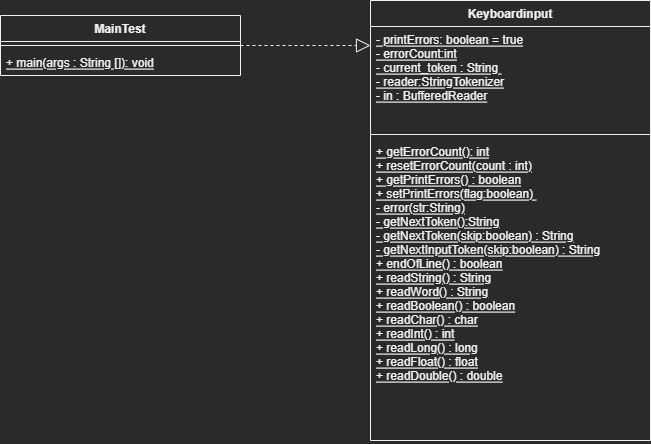 MainTest
+ main(args : String []): void
Keyboardinput
- printErrors: boolean = true
- errorCount:int
- current_token : String
- reader:StringTokenizer
- in : BufferedReader
+ getErrorCount(): int
+ resetErrorCount(count : int)
+ getPrintErrors() : boolean
+ setPrintErrors(flag:boolean)
- error(str:String)
- getNextToken():String
- getNextToken(skip:boolean) : String
- getNextInputToken(skip:boolean) : String
+ endOfLine() : boolean
+ readString() : String
+ readWord() : String
+ readBoolean() : boolean
+ readChar() : char
+ readInt() : int
+ readLong() : long
+ readFloat() : float
+ readDouble() : double